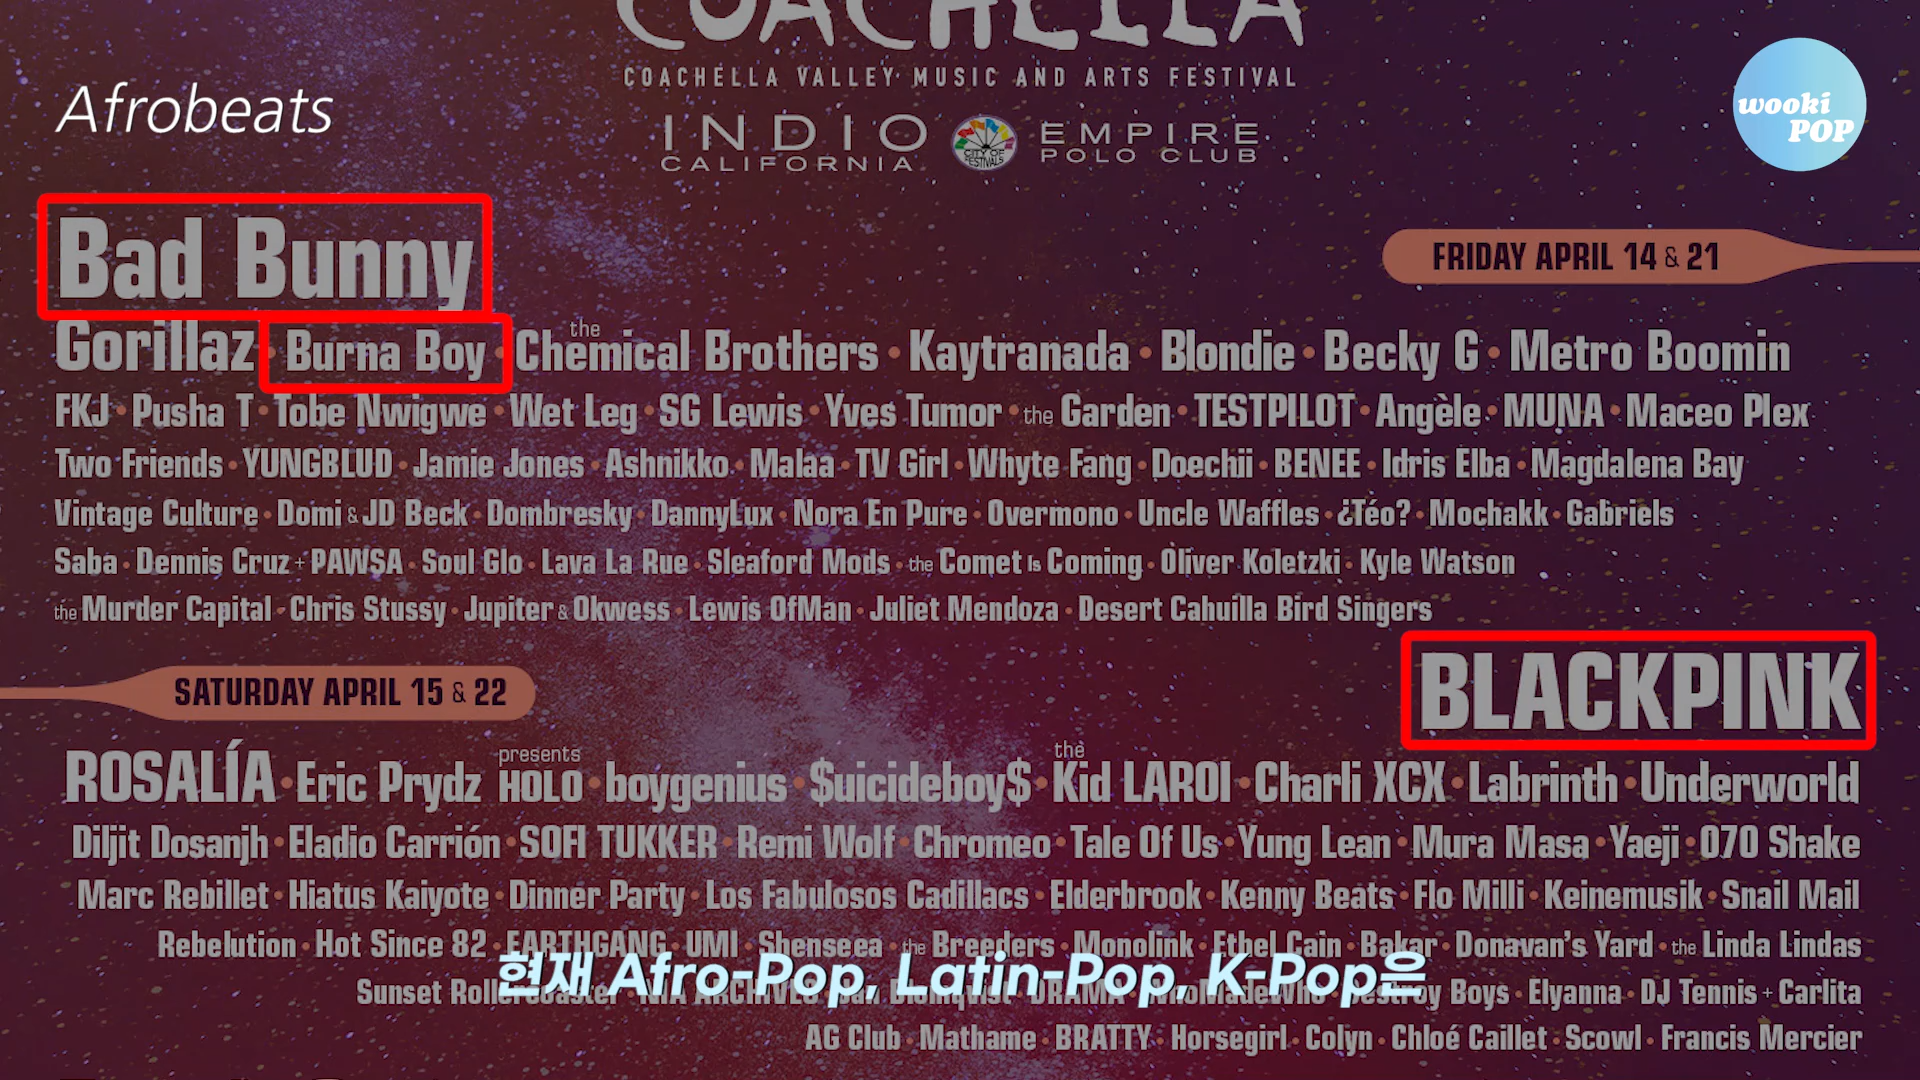 COACHELLA
COACHELLA VALLEY MUSIC AND ARTS FESTIVAL
Afrobeats
wooki
POP
INDIO
CALIFORNIA
CITY OF
FESTIVALS
EMPIRE
POLO CLUB
Bad Bunny
FRIDAY APRIL 14 & 21
Gorillaz • Burna Boy • the Chemical Brothers • Kaytranada • Blondie • Becky G • Metro Boomin
FKJ • Pusha T • Tobe Nwigwe • Wet Leg • SG Lewis • Yves Tumor • the Garden • TESTPILOT • Angèle • MUNA • Maceo Plex
Two Friends • YUNGBLUD • Jamie Jones • Ashnikko • Malaa • TV Girl • Whyte Fang • Doechii • BENEE • Idris Elba • Magdalena Bay
Vintage Culture • Domi & JD Beck • Dombresky • DannyLux • Nora En Pure • Overmono • Uncle Waffles • ¿Téo? • Mochakk • Gabriels
Saba • Dennis Cruz + PAWSA • Soul Glo • Lava La Rue • Sleaford Mods • the Comet Is Coming • Oliver Koletzki • Kyle Watson
the Murder Capital • Chris Stussy • Jupiter & Okwess • Lewis OfMan • Juliet Mendoza • Desert Cahuilla Bird Singers
SATURDAY APRIL 15 & 22
BLACKPINK
ROSALÍA • Eric Prydz presents HOLO • boygenius • $uicideboy$ • the Kid LAROI • Charli XCX • Labrinth • Underworld
Diljit Dosanjh • Eladio Carrión • SOFI TUKKER • Remi Wolf • Chromeo • Tale Of Us • Yung Lean • Mura Masa • Yaeji • 070 Shake
Marc Rebillet • Hiatus Kaiyote • Dinner Party • Los Fabulosos Cadillacs • Elderbrook • Kenny Beats • Flo Milli • Keinemusik • Snail Mail
Rebelution • Hot Since 82 • EARTHGANG • UMI • Shenseea • the Breeders • Monolink • Ethel Cain • Bakar • Donavan's Yard • the Linda Lindas
현재 Afro-Pop, Latin-Pop, K-Pop은
Sunset Boys • Elyanna • DJ Tennis + Carlita
AG Club • Mathame • BRATTY • Horsegirl • Colyn • Chloé Caillet • Scowl • Francis Mercier